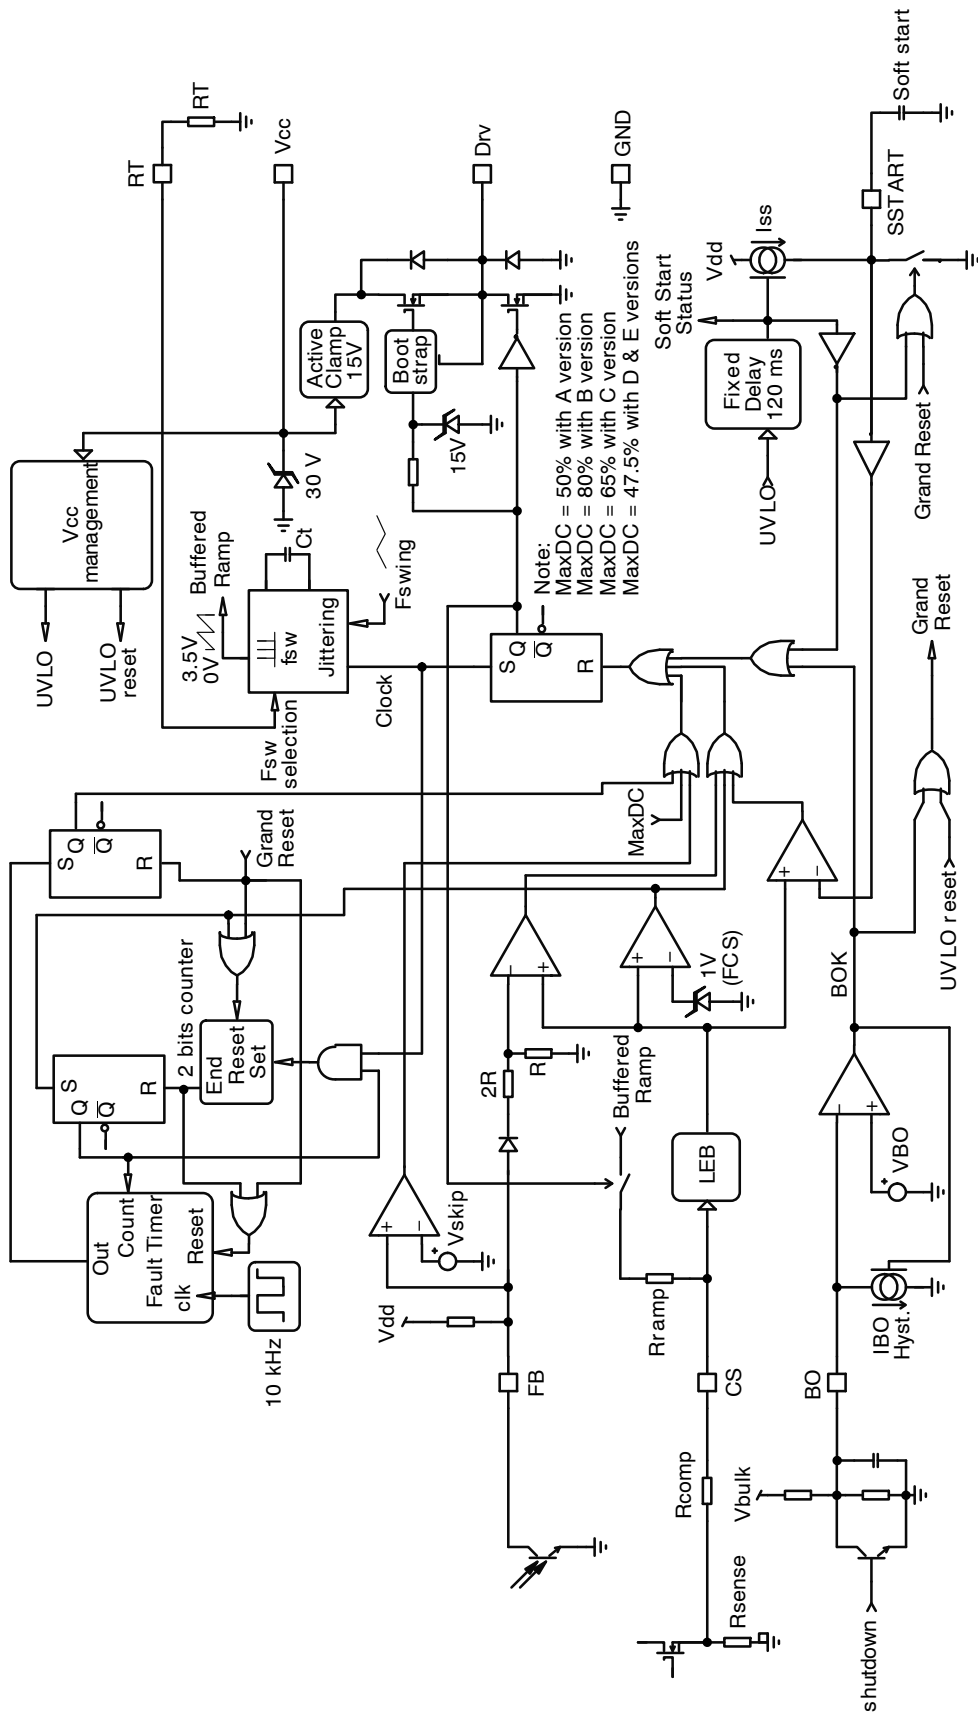 2 bits counter
S
Q
Q
R
End
Reset
Set
Out
Count
Fault Timer
Reset
clk
10 kHz
S
Q
Q
R
Grand
Reset
UVLO
UVLO
reset
Vcc
management
3.5V
0V
Buffered
Ramp
fsw
Jittering
Ct
Fsw
selection
Fswing
Clock
30 V
Active
Clamp
15V
Boot
strap
15V
RT
RT
Vcc
Drv
GND
Vdd
Vskip
FB
2R
R
S
Q
Q
R
Note:
MaxDC = 50% with A version
MaxDC = 80% with B version
MaxDC = 65% with C version
MaxDC = 47.5% with D & E versions
MaxDC
Buffered
Ramp
Rramp
LEB
1V
(FCS)
+
−
+
−
+
−
+
−
+
−
+
+
CS
Rcomp
Rsense
Soft Start
Status
Vdd
Iss
Fixed
Delay
120 ms
UVLO
SSTART
Soft start
Grand Reset
Grand
Reset
UVLO reset
BOK
VBO
IBO
Hyst.
BO
Vbulk
shutdown